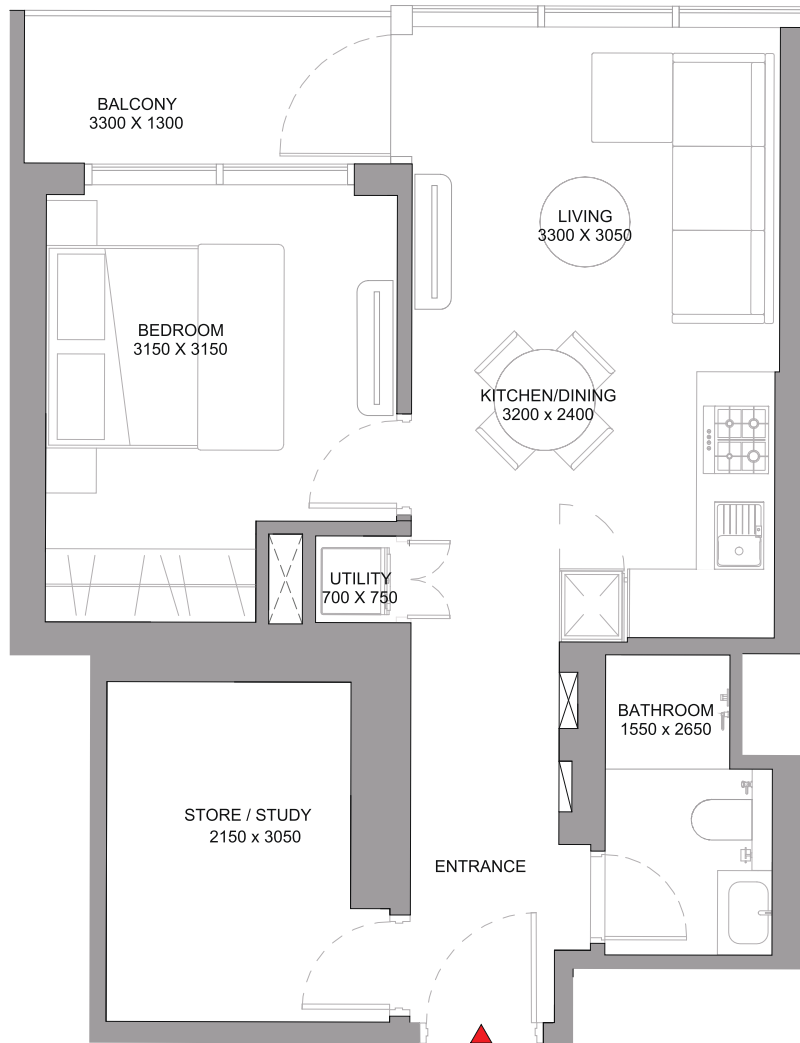 BALCONY
3300 X 1300
LIVING
3300 X 3050
BEDROOM
3150 X 3150
KITCHEN/DINING
3200 x 2400
UTILITY
700 X 750
BATHROOM
1550 x 2650
STORE / STUDY
2150 x 3050
ENTRANCE